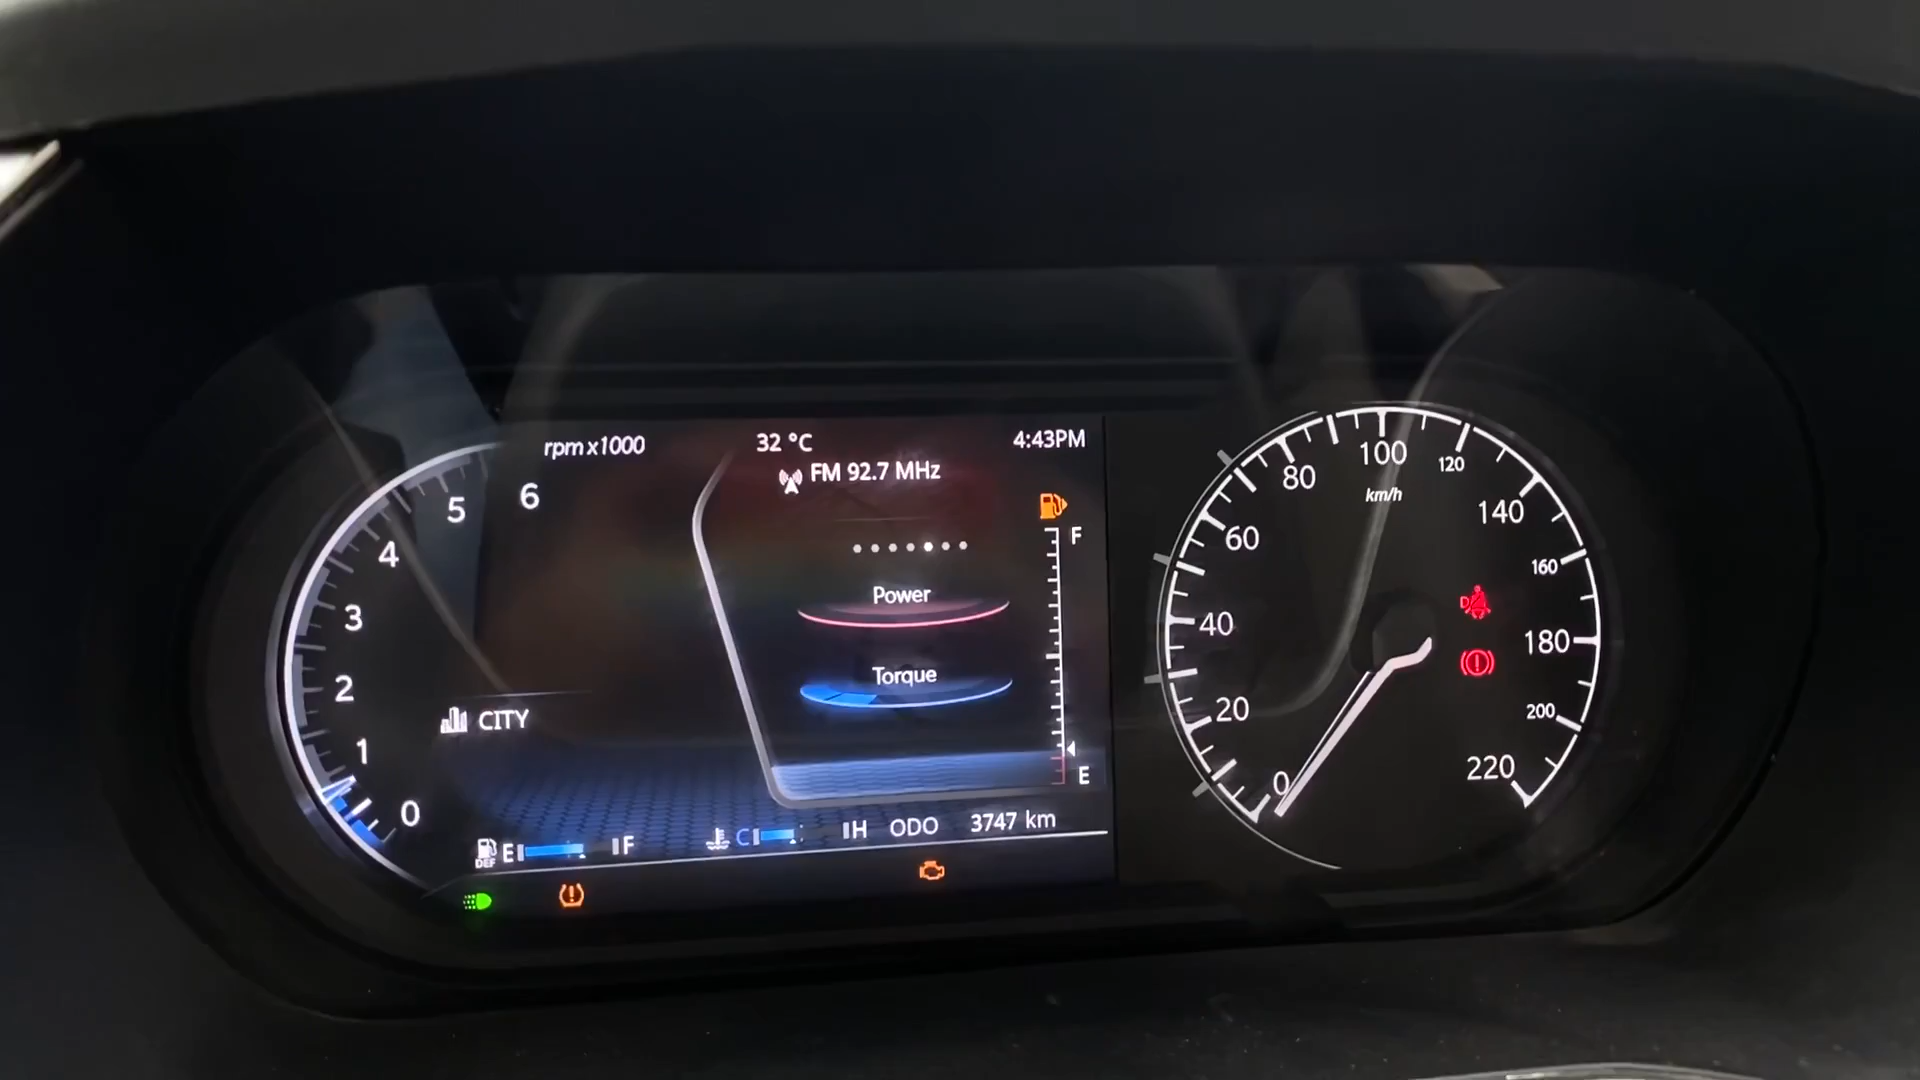 rpm x1000
32 °C
4:43PM
FM 92.7 MHz
6
5
4
3
2
1
0
CITY
Power
Torque
F
E
DEF
E
F
C
H
ODO
3747 km
0
20
40
60
80
100
120
140
160
180
200
220
km/h
D